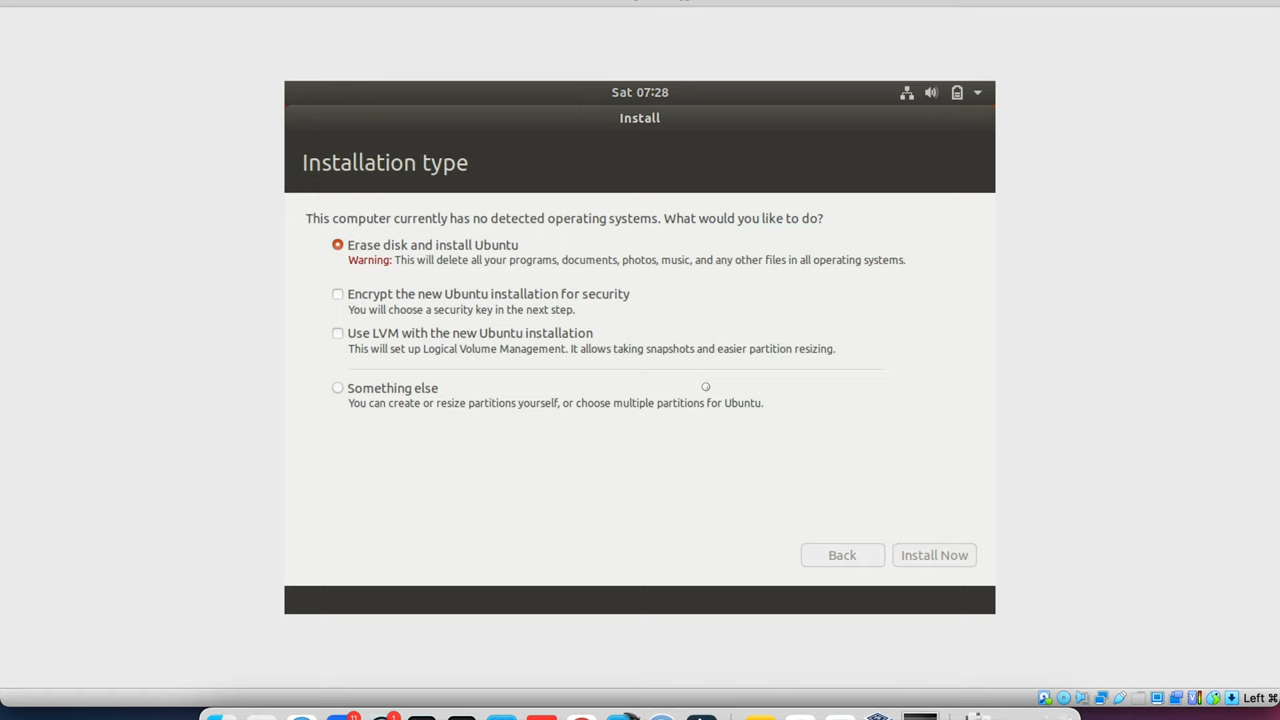 Sat 07:28
Install
Installation type
This computer currently has no detected operating systems. What would you like to do?
Erase disk and install Ubuntu
Warning: This will delete all your programs, documents, photos, music, and any other files in all operating systems.
Encrypt the new Ubuntu installation for security
You will choose a security key in the next step.
Use LVM with the new Ubuntu installation
This will set up Logical Volume Management. It allows taking snapshots and easier partition resizing.
Something else
You can create or resize partitions yourself, or choose multiple partitions for Ubuntu.
Back
Install Now
Left ⌘
11
1